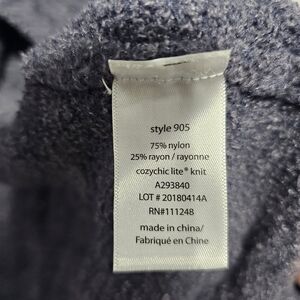 style 905
75% nylon
25% rayon / rayonne
cozychic lite® knit
A293840
LOT # 20180414A
RN#111248
made in china/
Fabriqué en Chine